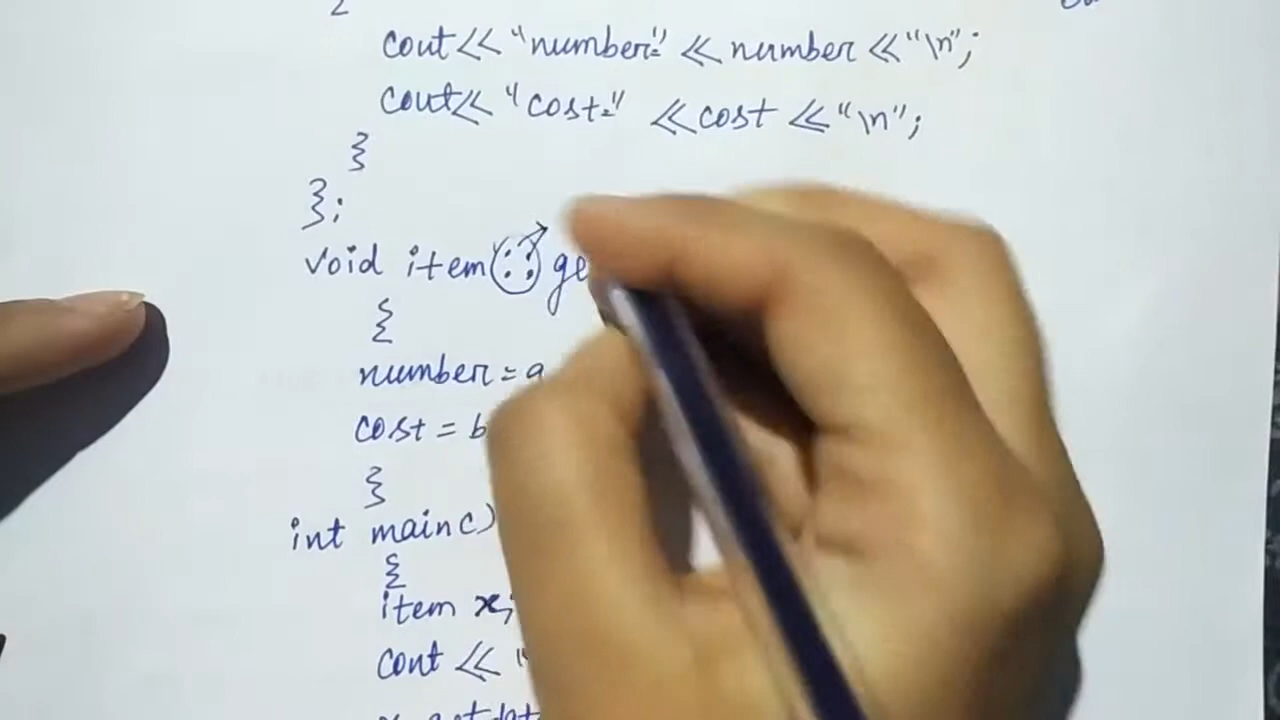 {
cout<< "number=" << number << "\n";
cout<< "cost=" <<cost << "\n";
}
};
void item :: ge
{
number = a
cost = b
}
int main()
{
item x;
cout << "